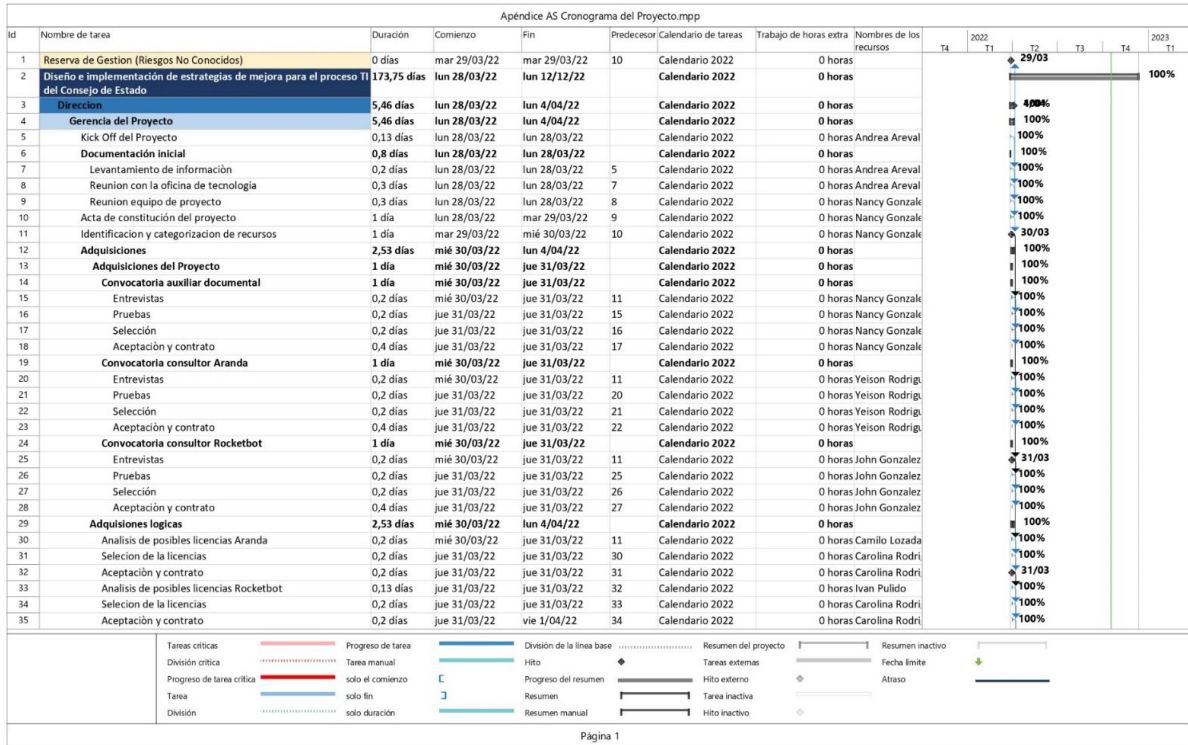 Apéndice AS Cronograma del Proyecto.mpp
Id Nombre de tarea Duración Comienzo Fin Predecesor Calendario de tareas Trabajo de horas extra Nombres de los recursos
2022 2023
T4 T1 T2 T3 T4 T1
1 Reserva de Gestion (Riesgos No Conocidos) 0 días mar 29/03/22 mar 29/03/22 10 Calendario 2022 0 horas 29/03
2 Diseño e implementación de estrategias de mejora para el proceso TI 173,75 días lun 28/03/22 lun 12/12/22 Calendario 2022 0 horas 100%
del Consejo de Estado
3 Direccion 5,46 días lun 28/03/22 lun 4/04/22 Calendario 2022 0 horas
4 Gerencia del Proyecto 5,46 días lun 28/03/22 lun 4/04/22 Calendario 2022 0 horas 100%
5 Kick Off del Proyecto 0,13 días lun 28/03/22 lun 28/03/22 Calendario 2022 0 horas Andrea Areval 100%
6 Documentación inicial 0,8 días lun 28/03/22 lun 28/03/22 Calendario 2022 0 horas 100%
7 Levantamiento de informaciòn 0,2 días lun 28/03/22 lun 28/03/22 5 Calendario 2022 0 horas Andrea Areval 100%
8 Reunion con la oficina de tecnología 0,3 días lun 28/03/22 lun 28/03/22 7 Calendario 2022 0 horas Andrea Areval 100%
9 Reunion equipo de proyecto 0,3 días lun 28/03/22 lun 28/03/22 8 Calendario 2022 0 horas Nancy Gonzale 100%
10 Acta de constitución del proyecto 1 día lun 28/03/22 mar 29/03/22 9 Calendario 2022 0 horas Nancy Gonzale 100%
11 Identificacion y categorizacion de recursos 1 día mar 29/03/22 mié 30/03/22 10 Calendario 2022 0 horas Nancy Gonzale 30/03
12 Adquisiciones 2,53 días mié 30/03/22 lun 4/04/22 Calendario 2022 0 horas 100%
13 Adquisiciones del Proyecto 1 día mié 30/03/22 jue 31/03/22 Calendario 2022 0 horas 100%
14 Convocatoria auxiliar documental 1 día mié 30/03/22 jue 31/03/22 Calendario 2022 0 horas 100%
15 Entrevistas 0,2 días mié 30/03/22 jue 31/03/22 11 Calendario 2022 0 horas Nancy Gonzale 100%
16 Pruebas 0,2 días jue 31/03/22 jue 31/03/22 15 Calendario 2022 0 horas Nancy Gonzale 100%
17 Selección 0,2 días jue 31/03/22 jue 31/03/22 16 Calendario 2022 0 horas Nancy Gonzale 100%
18 Aceptaciòn y contrato 0,4 días jue 31/03/22 jue 31/03/22 17 Calendario 2022 0 horas Nancy Gonzale 100%
19 Convocatoria consultor Aranda 1 día mié 30/03/22 jue 31/03/22 Calendario 2022 0 horas 100%
20 Entrevistas 0,2 días mié 30/03/22 jue 31/03/22 11 Calendario 2022 0 horas Yeison Rodrigu 100%
21 Pruebas 0,2 días jue 31/03/22 jue 31/03/22 20 Calendario 2022 0 horas Yeison Rodrigu 100%
22 Selección 0,2 días jue 31/03/22 jue 31/03/22 21 Calendario 2022 0 horas Yeison Rodrigu 100%
23 Aceptaciòn y contrato 0,4 días jue 31/03/22 jue 31/03/22 22 Calendario 2022 0 horas Yeison Rodrigu 100%
24 Convocatoria consultor Rocketbot 1 día mié 30/03/22 jue 31/03/22 Calendario 2022 0 horas 100%
25 Entrevistas 0,2 días mié 30/03/22 jue 31/03/22 11 Calendario 2022 0 horas John Gonzalez 31/03
26 Pruebas 0,2 días jue 31/03/22 jue 31/03/22 25 Calendario 2022 0 horas John Gonzalez 100%
27 Selección 0,2 días jue 31/03/22 jue 31/03/22 26 Calendario 2022 0 horas John Gonzalez 100%
28 Aceptaciòn y contrato 0,4 días jue 31/03/22 jue 31/03/22 27 Calendario 2022 0 horas John Gonzalez 100%
29 Adquisiones logicas 2,53 días mié 30/03/22 lun 4/04/22 Calendario 2022 0 horas 100%
30 Analisis de posibles licencias Aranda 0,2 días mié 30/03/22 jue 31/03/22 11 Calendario 2022 0 horas Camilo Lozada 100%
31 Selecion de la licencias 0,2 días jue 31/03/22 jue 31/03/22 30 Calendario 2022 0 horas Carolina Rodri 100%
32 Aceptaciòn y contrato 0,2 días jue 31/03/22 jue 31/03/22 31 Calendario 2022 0 horas Carolina Rodri 31/03
33 Analisis de posibles licencias Rocketbot 0,13 días jue 31/03/22 jue 31/03/22 32 Calendario 2022 0 horas Ivan Pulido 100%
34 Selecion de la licencias 0,2 días jue 31/03/22 jue 31/03/22 33 Calendario 2022 0 horas Carolina Rodri 100%
35 Aceptaciòn y contrato 0,2 días jue 31/03/22 vie 1/04/22 34 Calendario 2022 0 horas Carolina Rodri 100%
Tareas críticas Progreso de tarea División de la línea base Resumen del proyecto Resumen inactivo
División crítica Tarea manual Hito Tareas externas Fecha límite
Progreso de tarea crítica solo el comienzo Progreso del resumen Hito externo Atraso
Tarea solo fin Resumen Tarea inactiva
División solo duración Resumen manual Hito inactivo
Página 1